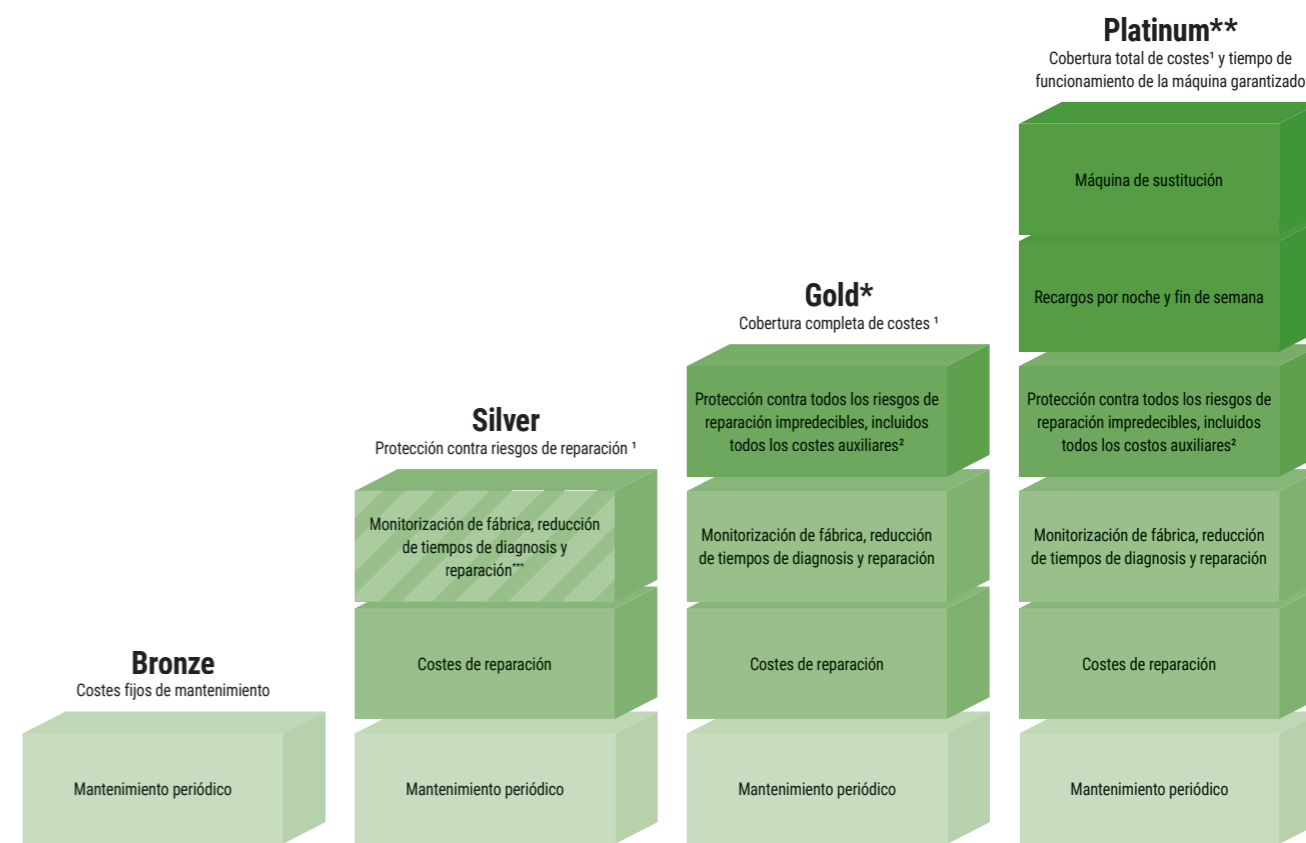 Platinum**
Cobertura total de costes¹ y tiempo de
funcionamiento de la máquina garantizado
Máquina de sustitución
Recargos por noche y fin de semana
Protección contra todos los riesgos de
reparación impredecibles, incluidos
todos los costos auxiliares²
Monitorización de fábrica, reducción
de tiempos de diagnosis y reparación
Costes de reparación
Mantenimiento periódico
Gold*
Cobertura completa de costes ¹
Protección contra todos los riesgos de
reparación impredecibles, incluidos
todos los costes auxiliares²
Monitorización de fábrica, reducción
de tiempos de diagnosis y reparación
Costes de reparación
Mantenimiento periódico
Silver
Protección contra riesgos de reparación ¹
Monitorización de fábrica, reducción
de tiempos de diagnosis y
reparación***
Costes de reparación
Mantenimiento periódico
Bronze
Costes fijos de mantenimiento
Mantenimiento periódico